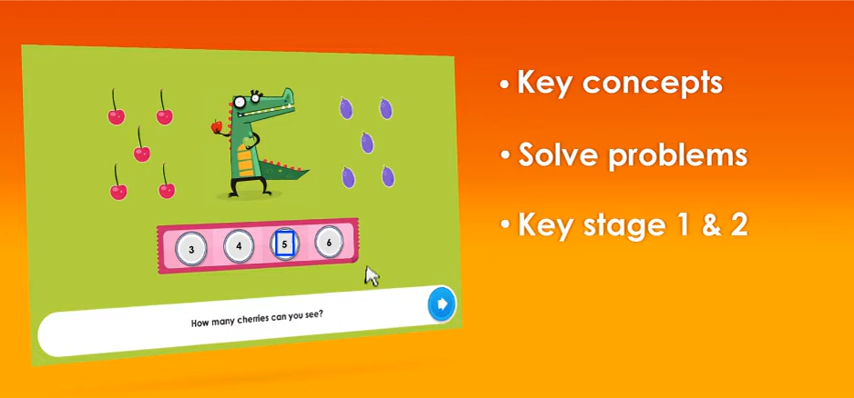 • Key concepts
• Solve problems
• Key stage 1 & 2
3 4 5 6
How many cherries can you see?